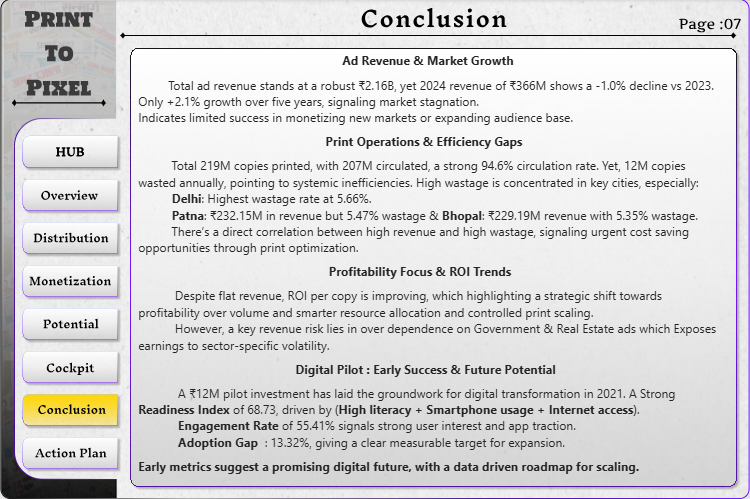 PRINT
TO
PIXEL
HUB
Overview
Distribution
Monetization
Potential
Cockpit
Conclusion
Action Plan
Conclusion
Page :07
Ad Revenue & Market Growth
Total ad revenue stands at a robust ₹2.16B, yet 2024 revenue of ₹366M shows a -1.0% decline vs 2023.
Only +2.1% growth over five years, signaling market stagnation.
Indicates limited success in monetizing new markets or expanding audience base.
Print Operations & Efficiency Gaps
Total 219M copies printed, with 207M circulated, a strong 94.6% circulation rate. Yet, 12M copies
wasted annually, pointing to systemic inefficiencies. High wastage is concentrated in key cities, especially:
Delhi: Highest wastage rate at 5.66%.
Patna: ₹232.15M in revenue but 5.47% wastage & Bhopal: ₹229.19M revenue with 5.35% wastage.
There's a direct correlation between high revenue and high wastage, signaling urgent cost saving
opportunities through print optimization.
Profitability Focus & ROI Trends
Despite flat revenue, ROI per copy is improving, which highlighting a strategic shift towards
profitability over volume and smarter resource allocation and controlled print scaling.
However, a key revenue risk lies in over dependence on Government & Real Estate ads which Exposes
earnings to sector-specific volatility.
Digital Pilot : Early Success & Future Potential
A ₹12M pilot investment has laid the groundwork for digital transformation in 2021. A Strong
Readiness Index of 68.73, driven by (High literacy + Smartphone usage + Internet access).
Engagement Rate of 55.41% signals strong user interest and app traction.
Adoption Gap : 13.32%, giving a clear measurable target for expansion.
Early metrics suggest a promising digital future, with a data driven roadmap for scaling.